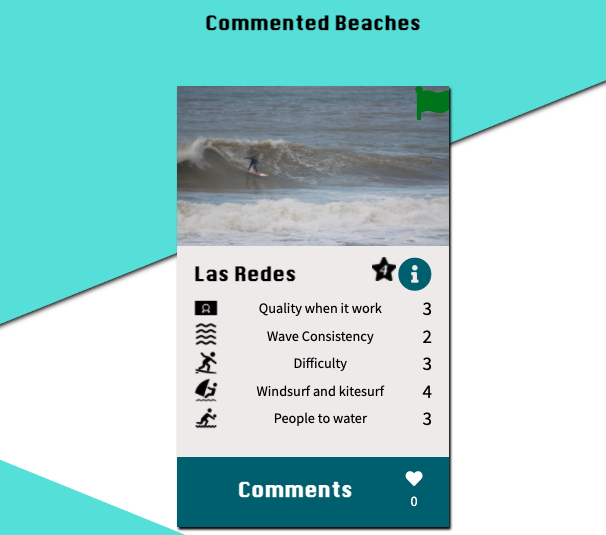 Commented Beaches
Las Redes 4
Quality when it work 3
Wave Consistency 2
Difficulty 3
Windsurf and kitesurf 4
People to water 3
Comments
0